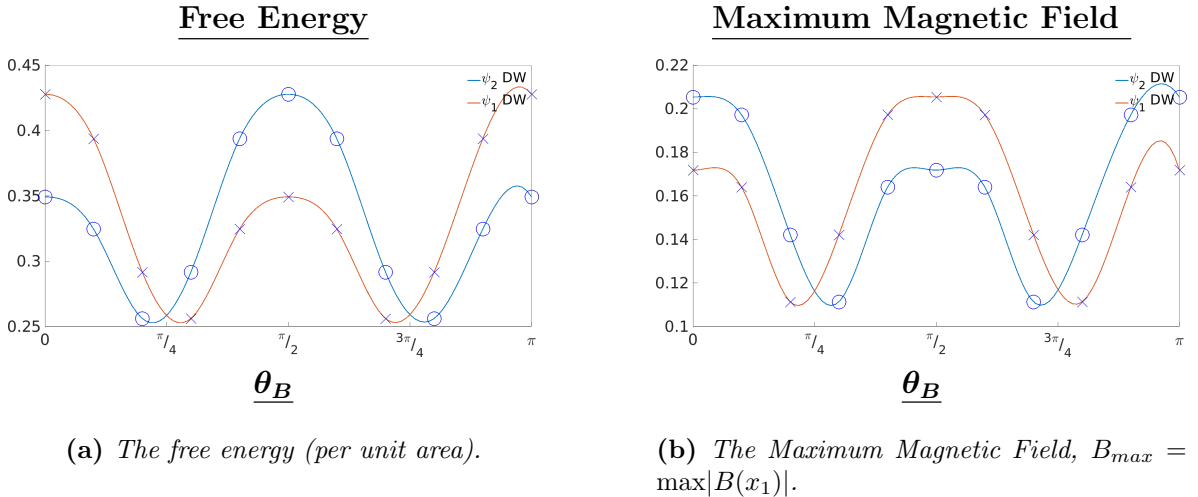 Free Energy
0.45
0.4
0.35
0.3
0.25
0
π/4
π/2
3π/4
π
ψ2 DW
ψ1 DW
θB
(a) The free energy (per unit area).
Maximum Magnetic Field
0.22
0.2
0.18
0.16
0.14
0.12
0.1
0
π/4
π/2
3π/4
π
ψ2 DW
ψ1 DW
θB
(b) The Maximum Magnetic Field, Bmax =
max|B(x1)|.